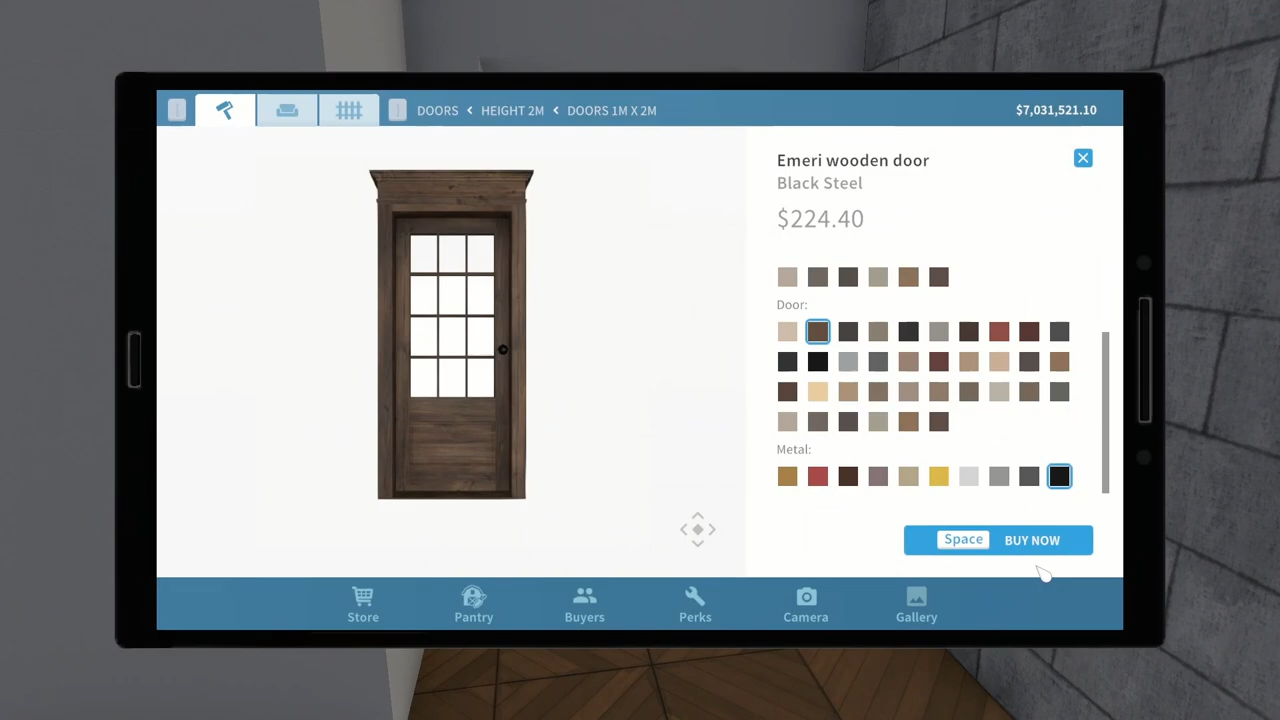 DOORS < HEIGHT 2M < DOORS 1M X 2M
$7,031,521.10
Emeri wooden door
Black Steel
$224.40
Door:
Metal:
Space BUY NOW
Store Pantry Buyers Perks Camera Gallery